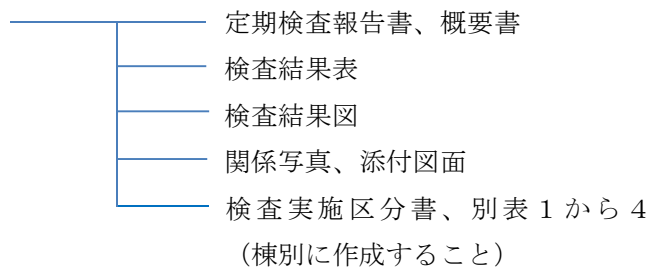 定期検査報告書、概要書
検査結果表
検査結果図
関係写真、添付図面
検査実施区分書、別表１から４
（棟別に作成すること）